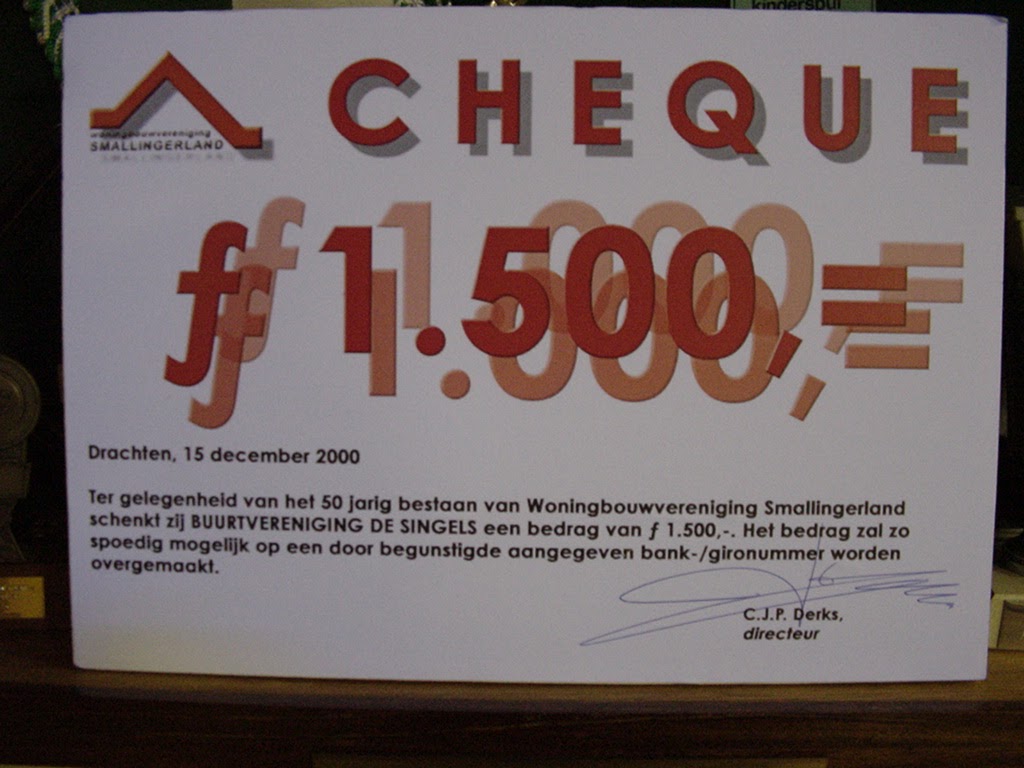 kinderspul
CHEQUE
woningbouwvereniging
SMALLINGERLAND
ƒ 1.500,=
Drachten, 15 december 2000
Ter gelegenheid van het 50 jarig bestaan van Woningbouwvereniging Smallingerland
schenkt zij BUURTVERENIGING DE SINGELS een bedrag van ƒ 1.500,-. Het bedrag zal zo
spoedig mogelijk op een door begunstigde aangegeven bank-/gironummer worden
overgemaakt.
C.J.P. Derks,
directeur